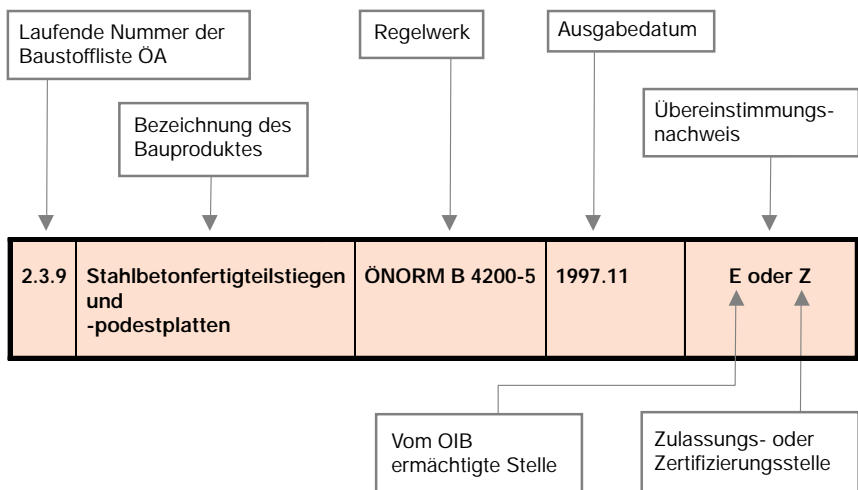 Laufende Nummer der
Baustoffliste ÖA
Regelwerk
Ausgabedatum
Bezeichnung des
Bauproduktes
Übereinstimmungs-
nachweis
2.3.9
Stahlbetonfertigteilstiegen
und
-podestplatten
ÖNORM B 4200-5
1997.11
E oder Z
Vom OIB
ermächtigte Stelle
Zulassungs- oder
Zertifizierungsstelle